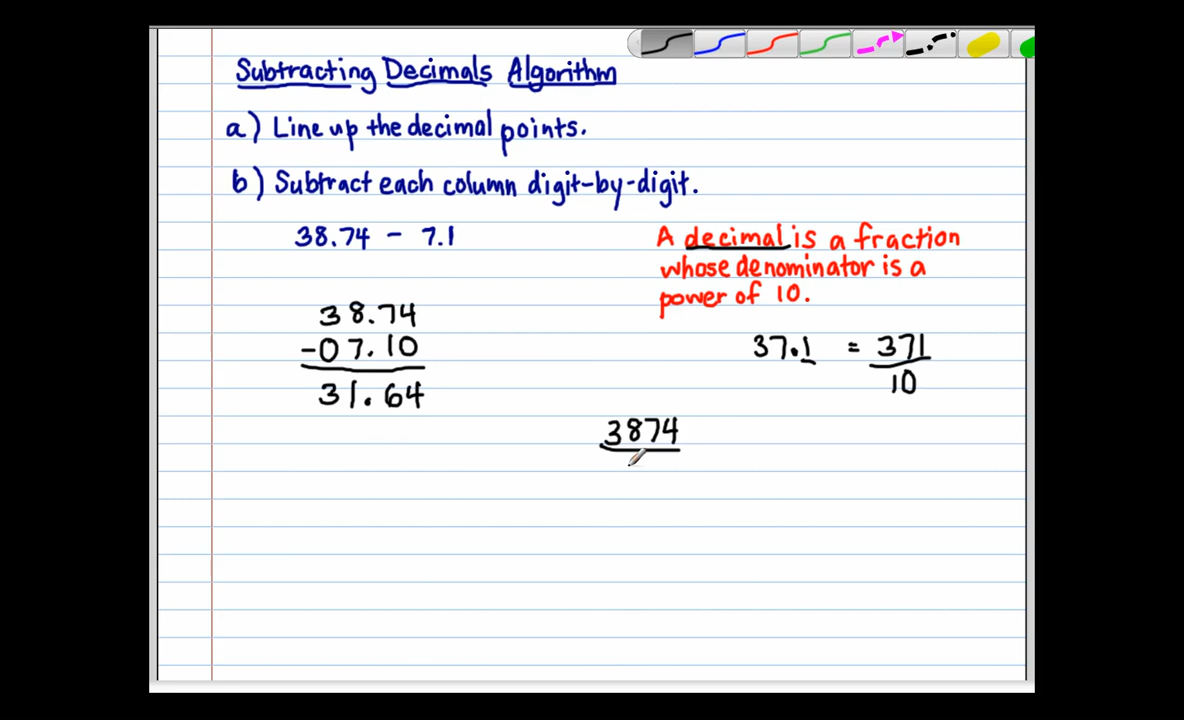 Subtracting Decimals Algorithm
a) Line up the decimal points.
b) Subtract each column digit-by-digit.
38.74 - 7.1
A decimal is a fraction
whose denominator is a
power of 10.
38.74
-07.10
31.64
37.1 = 371
10
3874